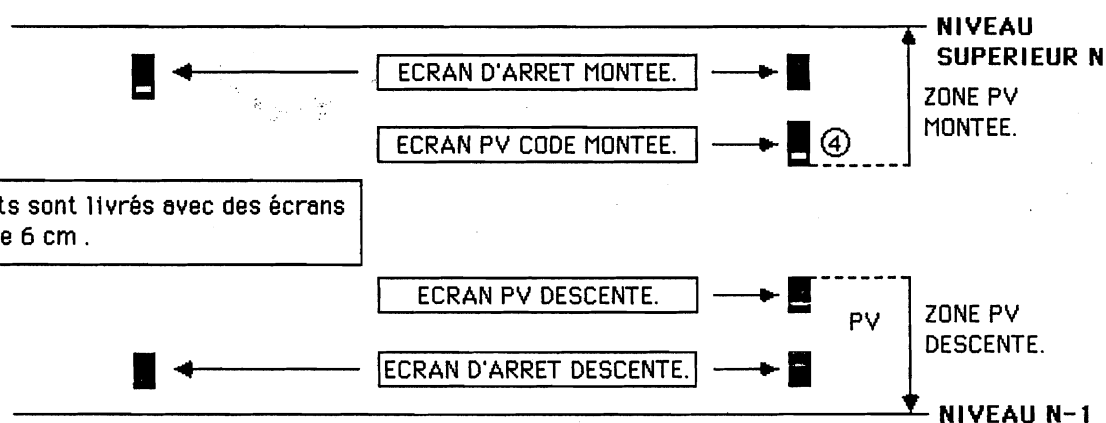 NIVEAU
SUPERIEUR N
ECRAN D'ARRET MONTEE.
ZONE PV
MONTEE.
ECRAN PV CODE MONTEE.
4
ts sont livrés avec des écrans
e 6 cm .
ECRAN PV DESCENTE.
PV
ZONE PV
DESCENTE.
ECRAN D'ARRET DESCENTE.
NIVEAU N-1